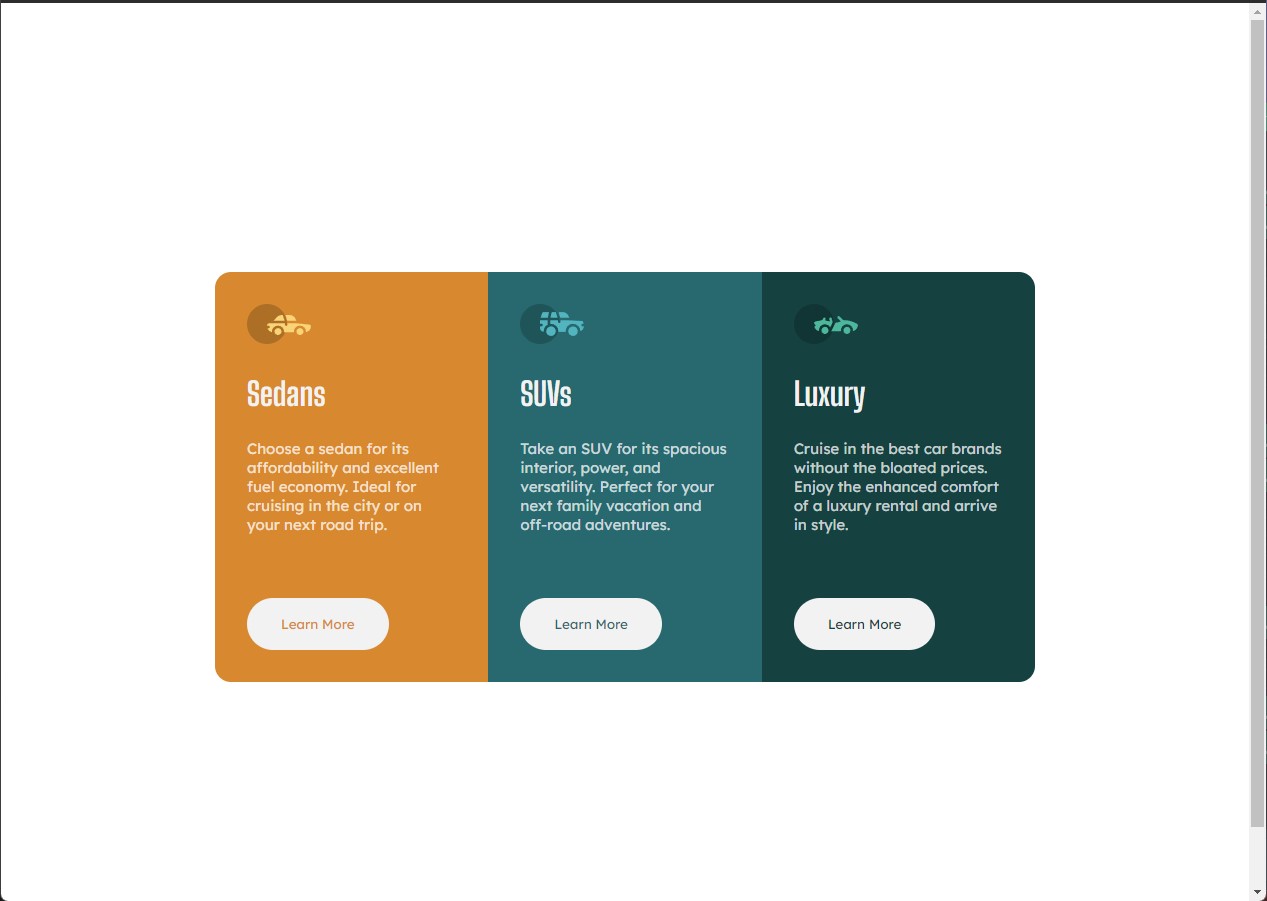 Sedans
Choose a sedan for its
affordability and excellent
fuel economy. Ideal for
cruising in the city or on
your next road trip.
Learn More
SUVs
Take an SUV for its spacious
interior, power, and
versatility. Perfect for your
next family vacation and
off-road adventures.
Learn More
Luxury
Cruise in the best car brands
without the bloated prices.
Enjoy the enhanced comfort
of a luxury rental and arrive
in style.
Learn More